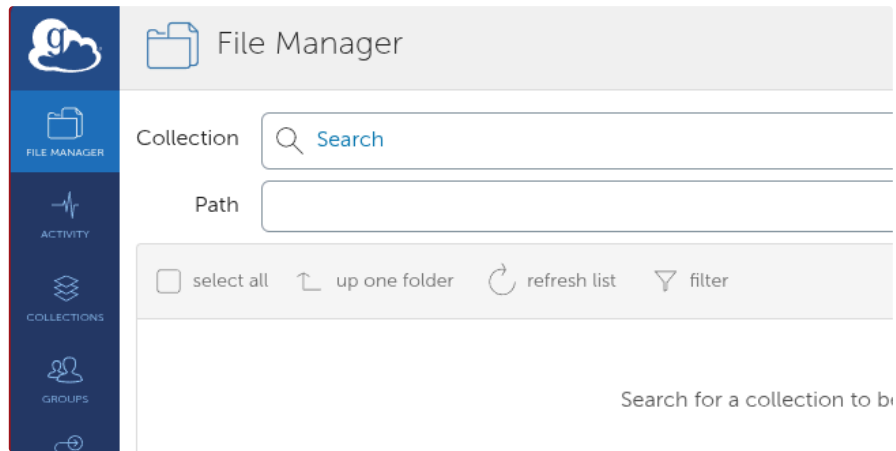 g
File Manager
FILE MANAGER
Collection
Search
Path
ACTIVITY
select all up one folder refresh list filter
COLLECTIONS
GROUPS
Search for a collection to b